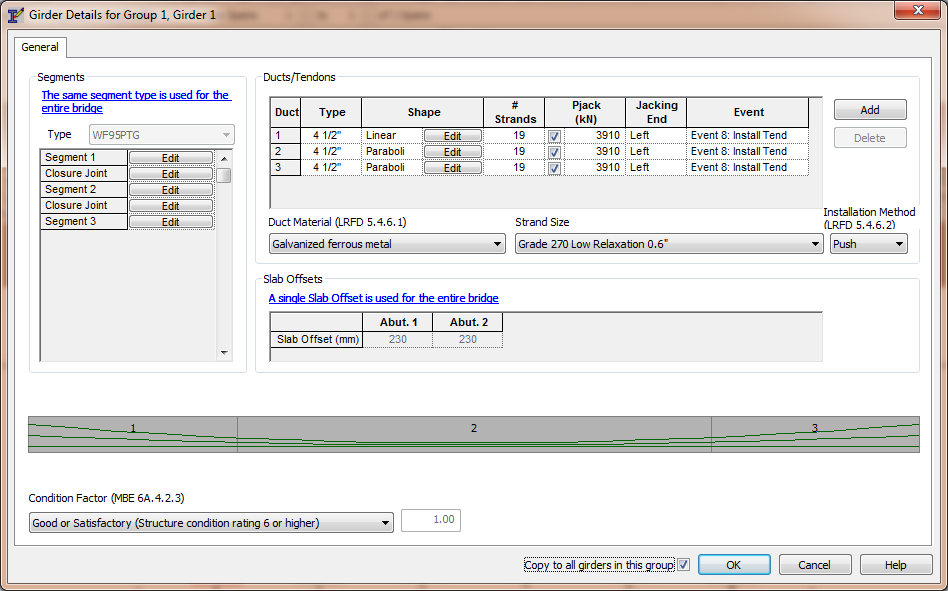 Girder Details for Group 1, Girder 1
General
Segments
The same segment type is used for the
entire bridge
Type WF95PTG
Segment 1 Edit
Closure Joint Edit
Segment 2 Edit
Closure Joint Edit
Segment 3 Edit
Ducts/Tendons
Duct Type Shape # Strands Pjack (kN) Jacking End Event
1 4 1/2" Linear Edit 19 3910 Left Event 8: Install Tend
2 4 1/2" Paraboli Edit 19 3910 Left Event 8: Install Tend
3 4 1/2" Paraboli Edit 19 3910 Left Event 8: Install Tend
Add
Delete
Duct Material (LRFD 5.4.6.1) Strand Size Installation Method (LRFD 5.4.6.2)
Galvanized ferrous metal Grade 270 Low Relaxation 0.6" Push
Slab Offsets
A single Slab Offset is used for the entire bridge
Abut. 1 Abut. 2
Slab Offset (mm) 230 230
1 2 3
Condition Factor (MBE 6A.4.2.3)
Good or Satisfactory (Structure condition rating 6 or higher) 1.00
Copy to all girders in this group OK Cancel Help